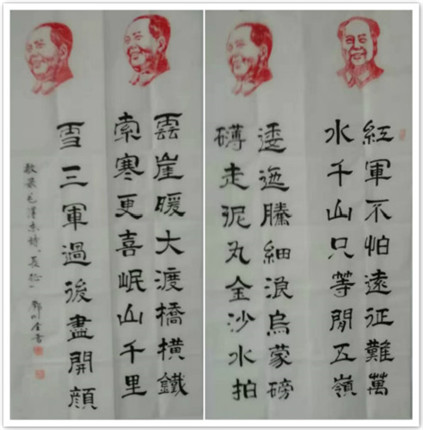 紅軍不怕遠征難萬
水千山只等閒五嶺
逶迤騰細浪烏蒙磅
礴走泥丸金沙水拍
雲崖暖大渡橋橫鐵
索寒更喜岷山千里
雪三軍過後盡開顏
敬录毛澤東詩